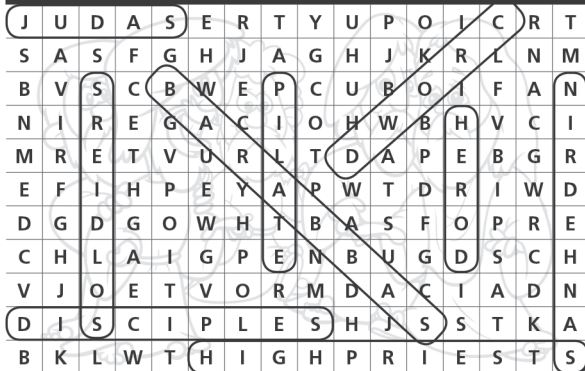 J U D A S E R T Y U P O I C R T
S A S F G H J A G H J K R L N M
B V S C B W E P C U B O I F A N
N I R E G A C I O H W B H V C I
M R E T V U R L T D A P E B G R
E F I H P E Y A P W T D R I W D
D G D G O W H T B A S F O P R E
C H L A I G P E N B U G D S C H
V J O E T V O R M D A C I A D N
D I S C I P L E S H J S S T K A
B K L W T H I G H P R I E S T S